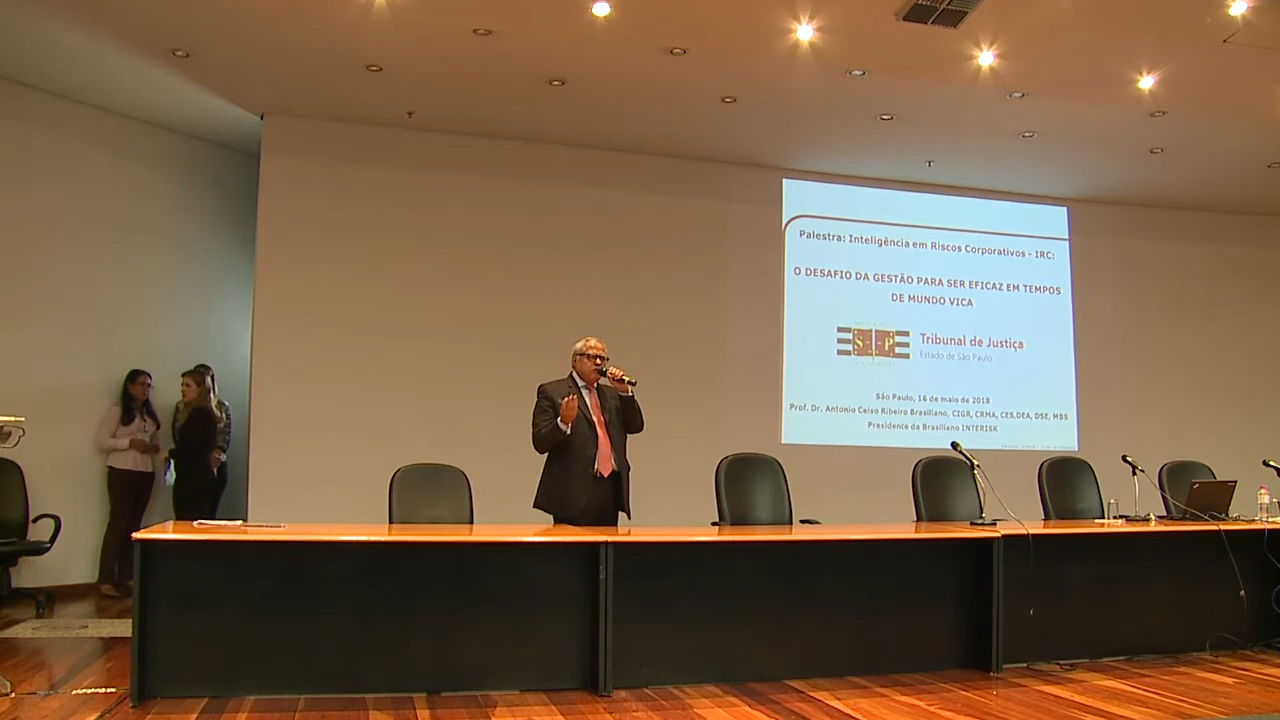 Palestra: Inteligência em Riscos Corporativos - IRC:
O DESAFIO DA GESTÃO PARA SER EFICAZ EM TEMPOS
DE MUNDO VICA
S P
Tribunal de Justiça
Estado de São Paulo
São Paulo, 16 de maio de 2018
Prof. Dr. Antonio Celso Ribeiro Brasiliano, CIGR, CRMA, CES,DEA, DSE, MBS
Presidente da Brasiliano INTERISK